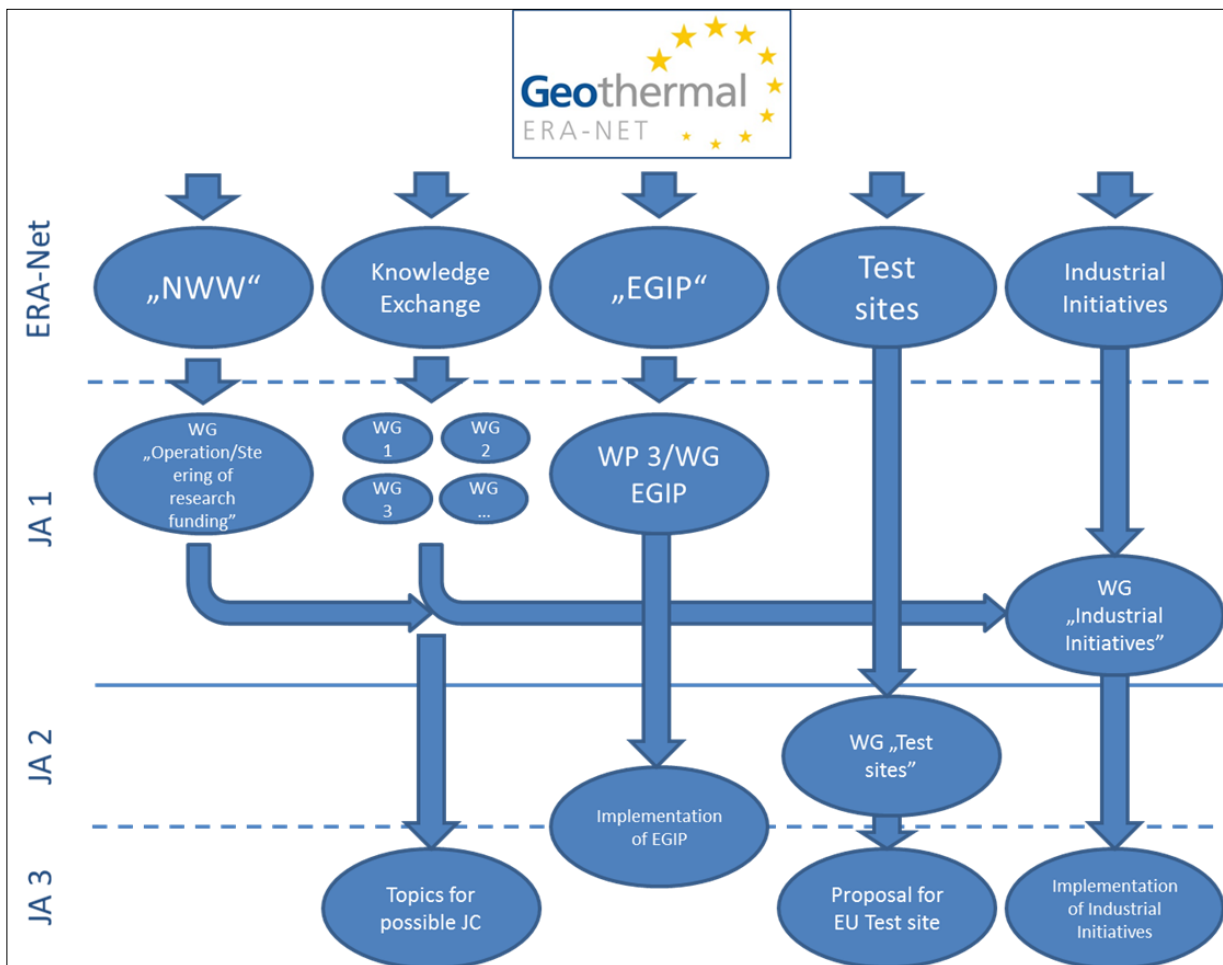 Geothermal
ERA-NET
ERA-Net
„NWW“
Knowledge
Exchange
„EGIP“
Test
sites
Industrial
Initiatives
JA 1
WG
„Operation/Ste
ering of
research
funding”
WG
1
WG
2
WG
3
WG
...
WP 3/WG
EGIP
WG
„Industrial
Initiatives”
JA 2
WG „Test
sites”
Implementation
of EGIP
JA 3
Topics for
possible JC
Proposal for
EU Test site
Implementation
of Industrial
Initiatives